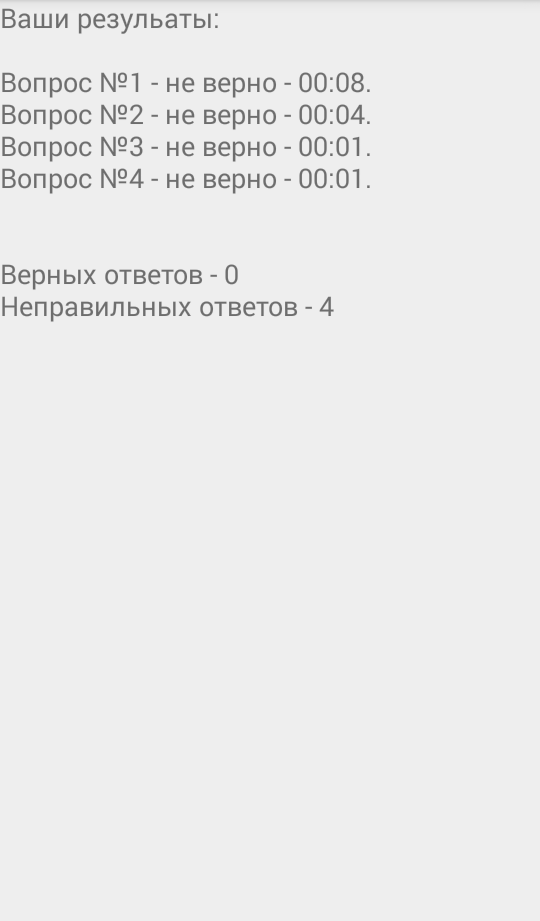 Ваши резульаты:
Вопрос №1 - не верно - 00:08.
Вопрос №2 - не верно - 00:04.
Вопрос №3 - не верно - 00:01.
Вопрос №4 - не верно - 00:01.
Верных ответов - 0
Неправильных ответов - 4